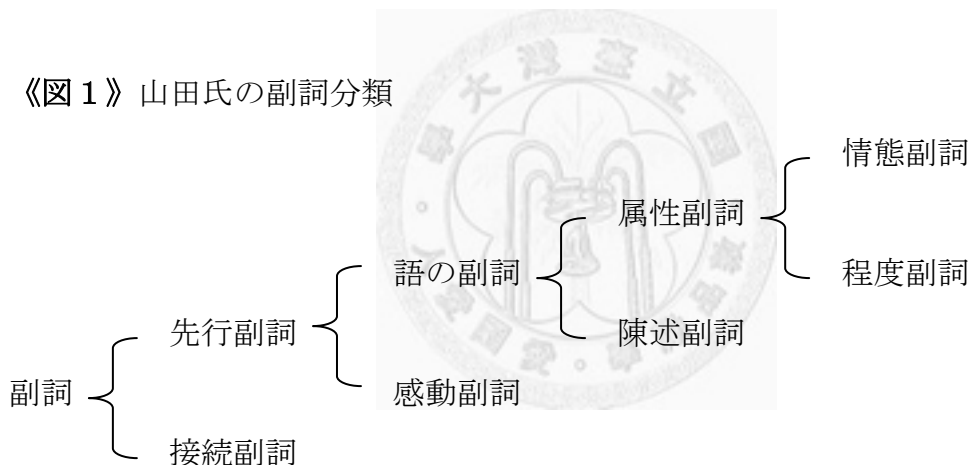 《図1》山田氏の副詞分類
情態副詞
属性副詞
語の副詞
程度副詞
先行副詞
陳述副詞
副詞
感動副詞
接続副詞